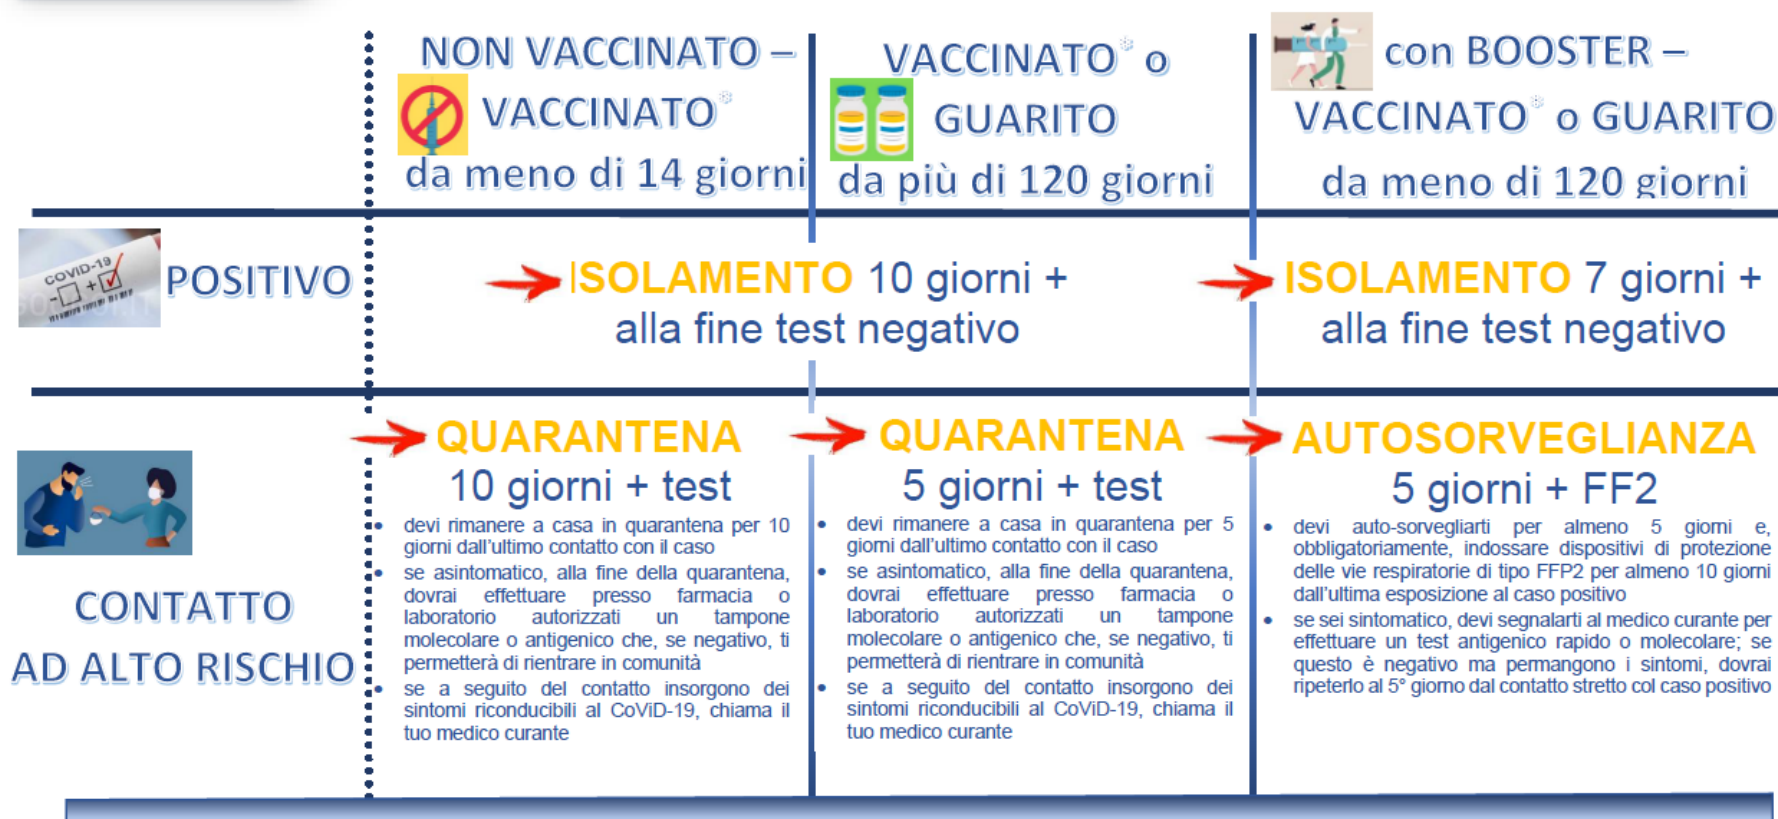 NON VACCINATO –
VACCINATO*
da meno di 14 giorni
VACCINATO* o
GUARITO
da più di 120 giorni
con BOOSTER –
VACCINATO* o GUARITO
da meno di 120 giorni
COVID-19
- +
POSITIVO
ISOLAMENTO 10 giorni +
alla fine test negativo
ISOLAMENTO 7 giorni +
alla fine test negativo
CONTATTO
AD ALTO RISCHIO
QUARANTENA
10 giorni + test
• devi rimanere a casa in quarantena per 10
giorni dall'ultimo contatto con il caso
• se asintomatico, alla fine della quarantena,
dovrai effettuare presso farmacia o
laboratorio autorizzati un tampone
molecolare o antigenico che, se negativo, ti
permetterà di rientrare in comunità
• se a seguito del contatto insorgono dei
sintomi riconducibili al CoViD-19, chiama il
tuo medico curante
QUARANTENA
5 giorni + test
• devi rimanere a casa in quarantena per 5
giorni dall'ultimo contatto con il caso
• se asintomatico, alla fine della quarantena,
dovrai effettuare presso farmacia o
laboratorio autorizzati un tampone
molecolare o antigenico che, se negativo, ti
permetterà di rientrare in comunità
• se a seguito del contatto insorgono dei
sintomi riconducibili al CoViD-19, chiama il
tuo medico curante
AUTOSORVEGLIANZA
5 giorni + FF2
• devi auto-sorvegliarti per almeno 5 giorni e,
obbligatoriamente, indossare dispositivi di protezione
delle vie respiratorie di tipo FFP2 per almeno 10 giorni
dall'ultima esposizione al caso positivo
• se sei sintomatico, devi segnalarti al medico curante per
effettuare un test antigenico rapido o molecolare; se
questo è negativo ma permangono i sintomi, dovrai
ripeterlo al 5° giorno dal contatto stretto col caso positivo